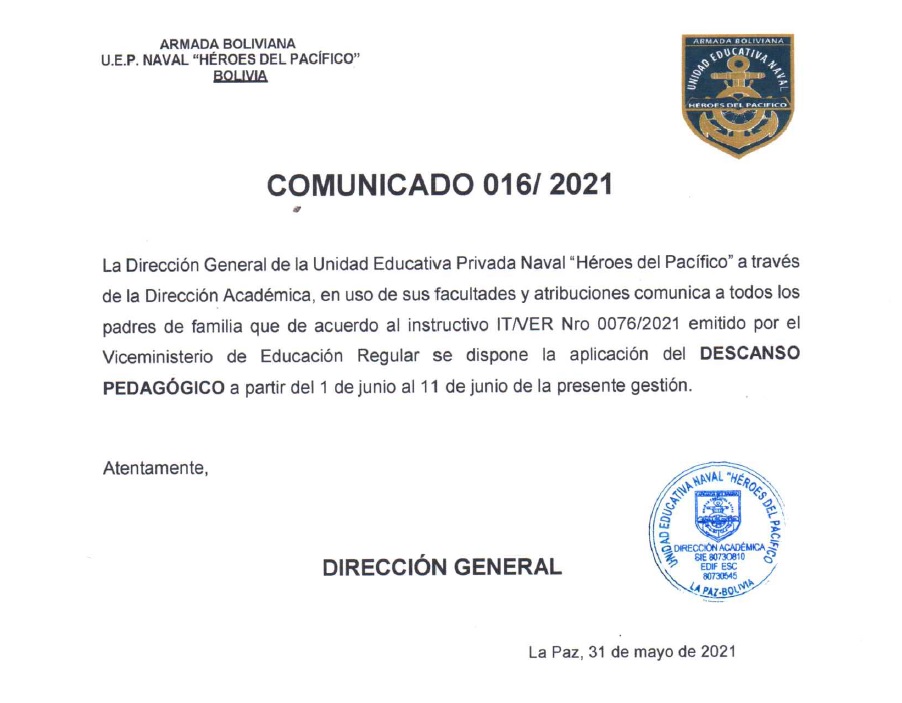 ARMADA BOLIVIANA
U.E.P. NAVAL “HÉROES DEL PACÍFICO”
BOLIVIA
ARMADA BOLIVIANA
UNIDAD EDUCATIVA NAVAL
HÉROES DEL PACIFICO
COMUNICADO 016/ 2021
La Dirección General de la Unidad Educativa Privada Naval “Héroes del Pacífico” a través
de la Dirección Académica, en uso de sus facultades y atribuciones comunica a todos los
padres de familia que de acuerdo al instructivo IT/VER Nro 0076/2021 emitido por el
Viceministerio de Educación Regular se dispone la aplicación del DESCANSO
PEDAGÓGICO a partir del 1 de junio al 11 de junio de la presente gestión.
Atentamente,
UNIDAD EDUCATIVA NAVAL "HÉROES DEL PACÍFICO
DIRECCIÓN ACADÉMICA
SIE 80730810
EDIF ESC
80730545
LA PAZ-BOLIVIA
DIRECCIÓN GENERAL
La Paz, 31 de mayo de 2021